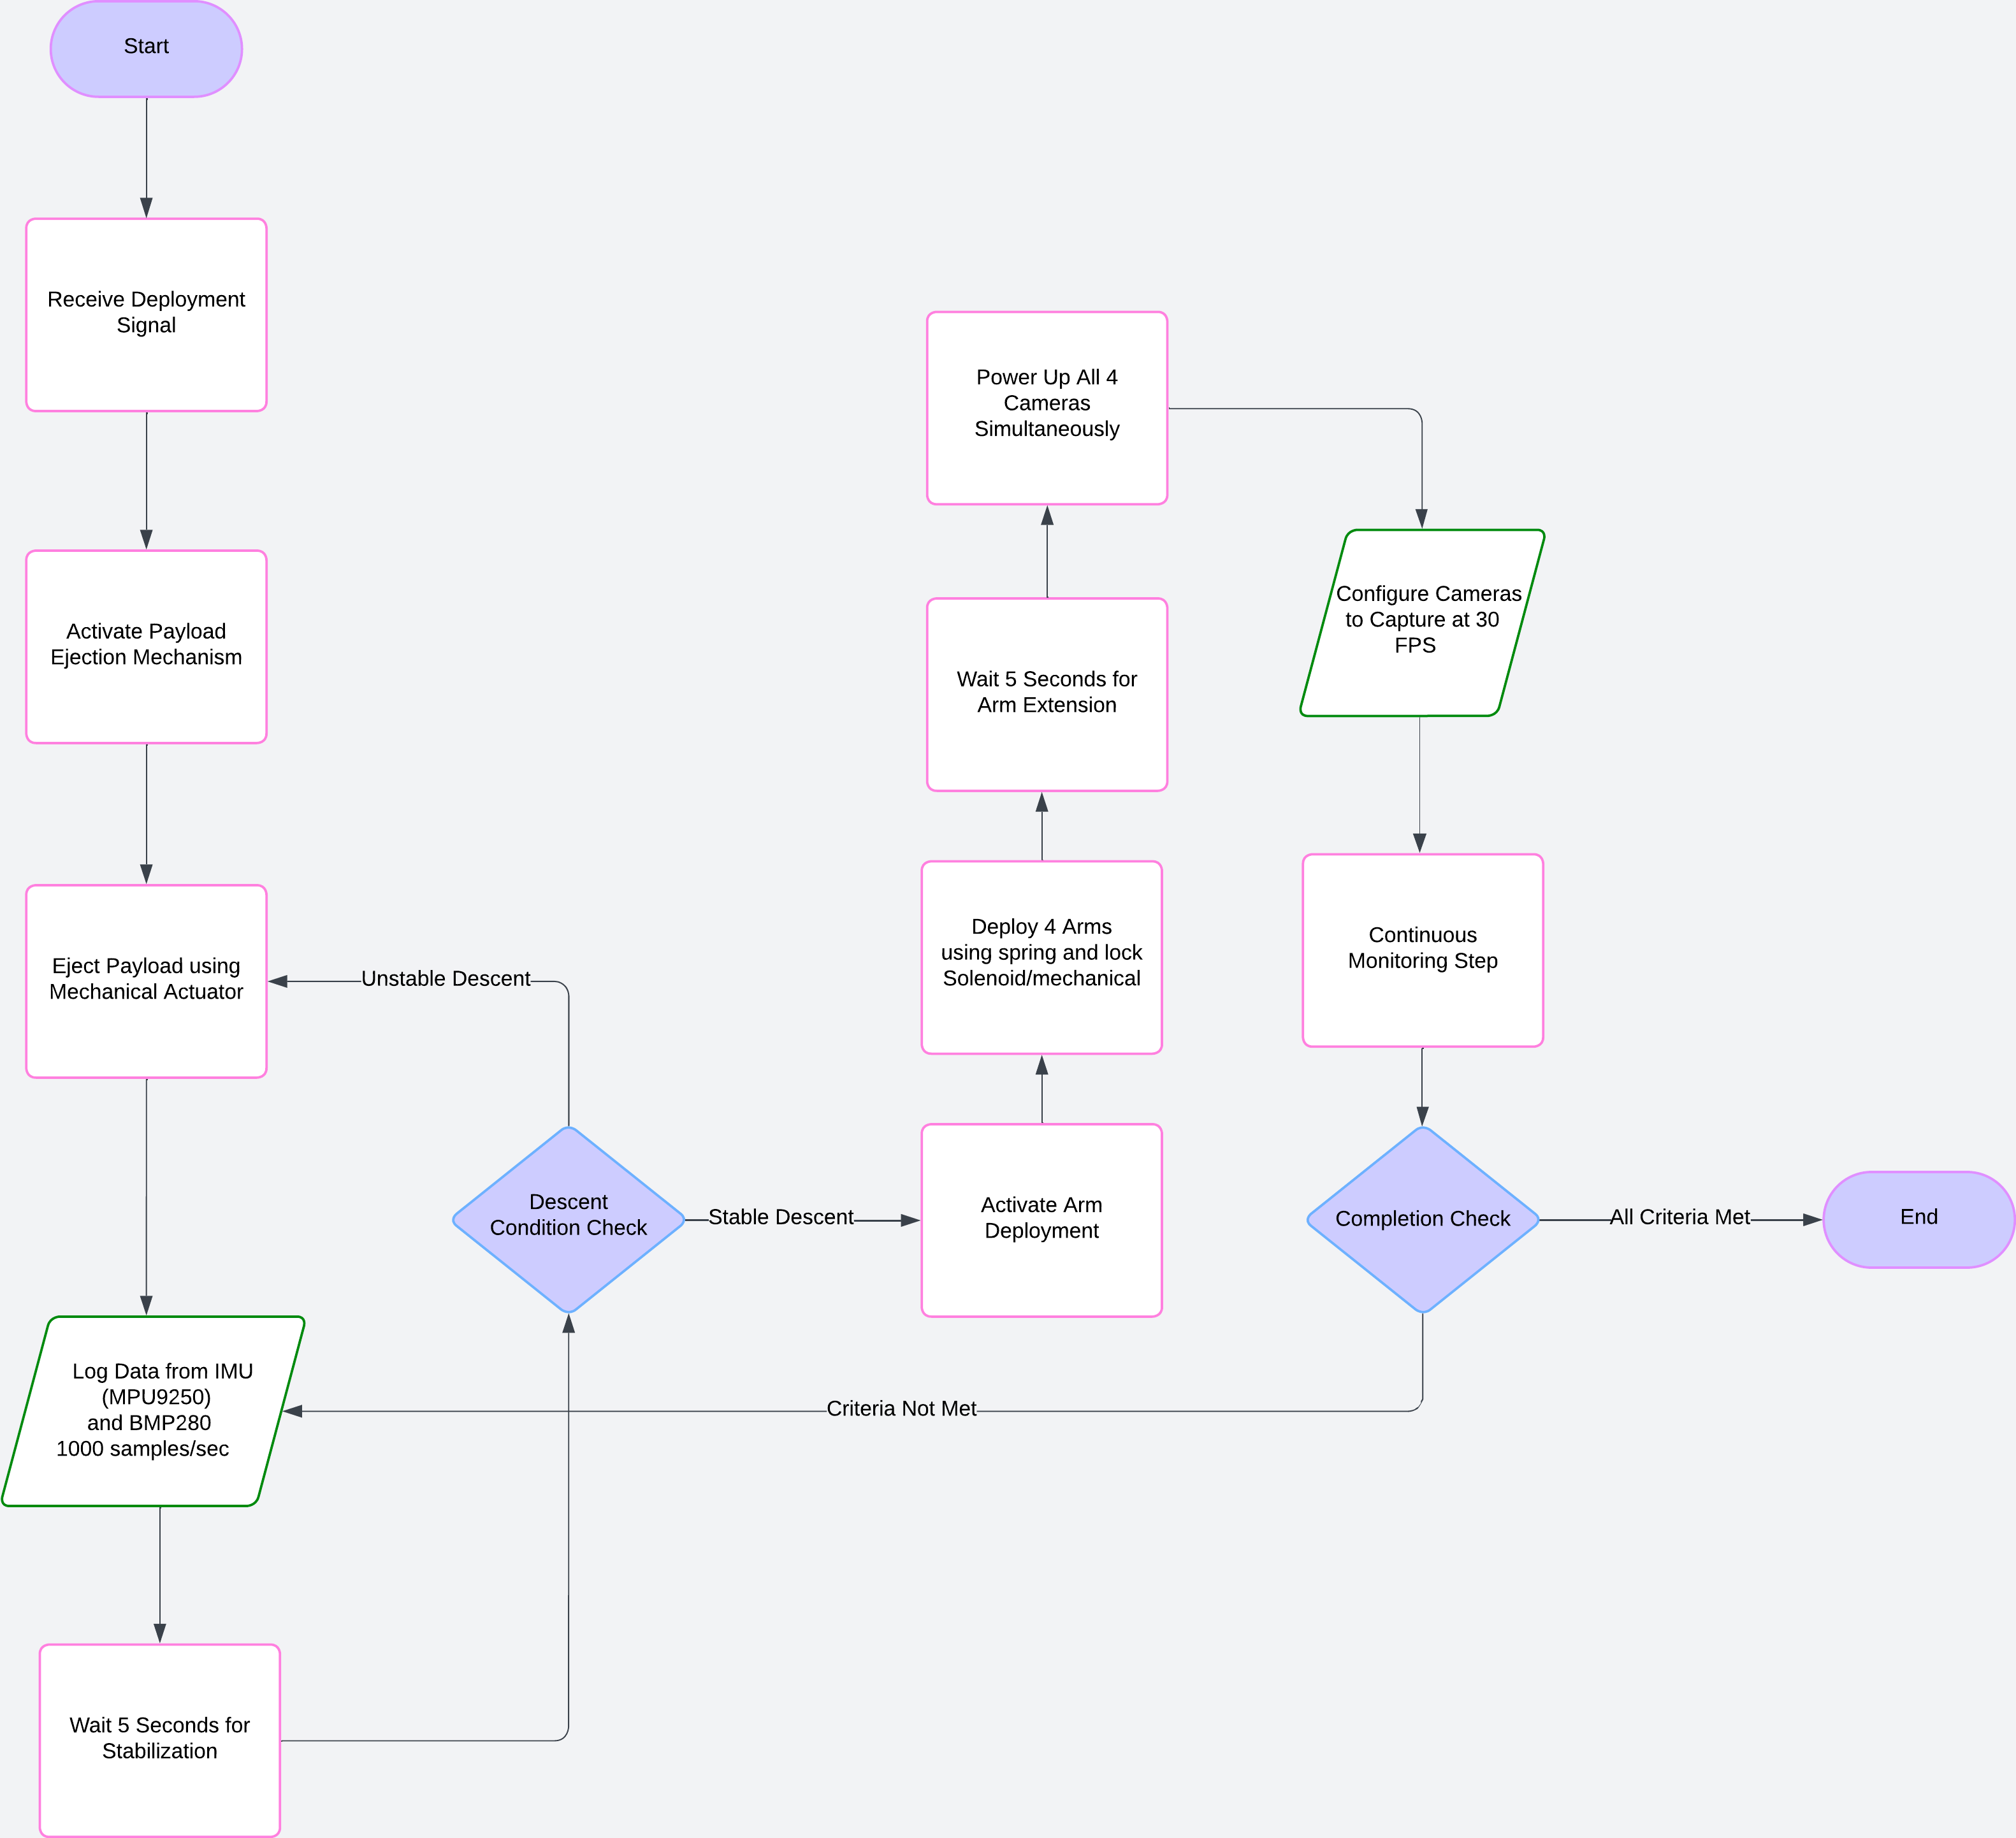 Start
Receive Deployment
Signal
Activate Payload
Ejection Mechanism
Eject Payload using
Mechanical Actuator
Log Data from IMU
(MPU9250)
and BMP280
1000 samples/sec
Wait 5 Seconds for
Stabilization
Descent
Condition Check
Unstable Descent
Stable Descent
Activate Arm
Deployment
Deploy 4 Arms
using spring and lock
Solenoid/mechanical
Wait 5 Seconds for
Arm Extension
Power Up All 4
Cameras
Simultaneously
Configure Cameras
to Capture at 30
FPS
Continuous
Monitoring Step
Completion Check
Criteria Not Met
All Criteria Met
End